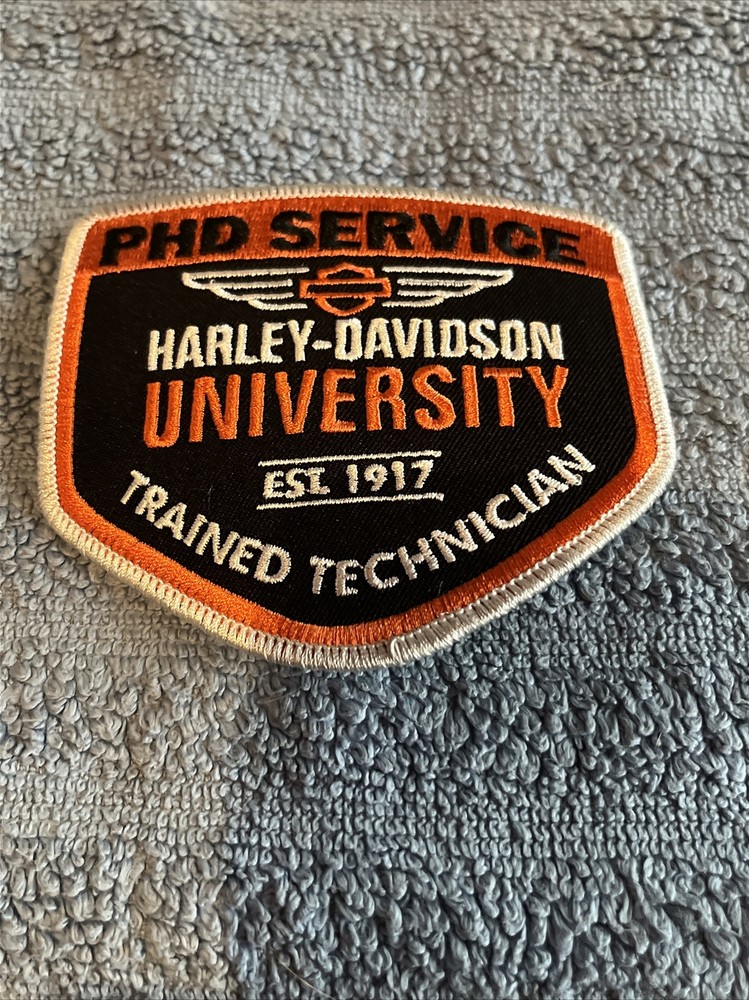 PHD SERVICE
HARLEY-DAVIDSON
UNIVERSITY
EST. 1917
TRAINED TECHNICIAN